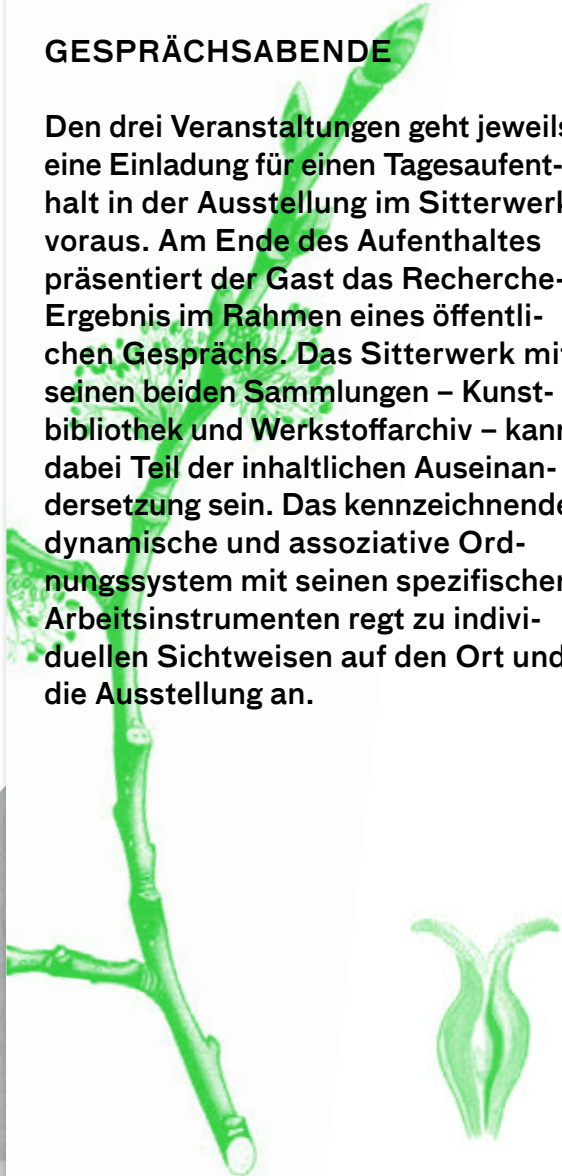 GESPRÄCHSABENDE
Den drei Veranstaltungen geht jeweils
eine Einladung für einen Tagesaufent-
halt in der Ausstellung im Sitterwerk
voraus. Am Ende des Aufenthaltes
präsentiert der Gast das Recherche-
Ergebnis im Rahmen eines öffentli-
chen Gesprächs. Das Sitterwerk mit
seinen beiden Sammlungen – Kunst-
bibliothek und Werkstoffarchiv – kann
dabei Teil der inhaltlichen Auseinan-
dersetzung sein. Das kennzeichnende
dynamische und assoziative Ord-
nungssystem mit seinen spezifischen
Arbeitsinstrumenten regt zu indivi-
duellen Sichtweisen auf den Ort und
die Ausstellung an.